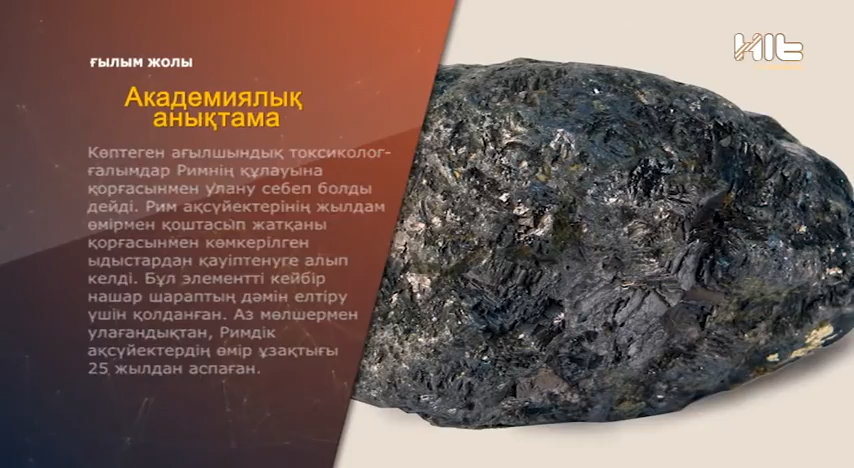 ҒЫЛЫМ ЖОЛЫ
Академиялық
анықтама
Көптеген ағылшындық токсиколог-
ғалымдар Римнің құлауына
қорғасынмен улану себеп болды
дейді. Рим ақсүйектерінің жылдам
өмірмен қоштасып жатқаны
қорғасынмен көмкерілген
ыдыстардан қауіптенуге алып
келді. Бұл элементті кейбір
нашар шараптың дәмін елтіру
үшін қолданған. Аз мөлшермен
улағандықтан, Римдік
ақсүйектердің өмір ұзақтығы
25 жылдан аспаған.